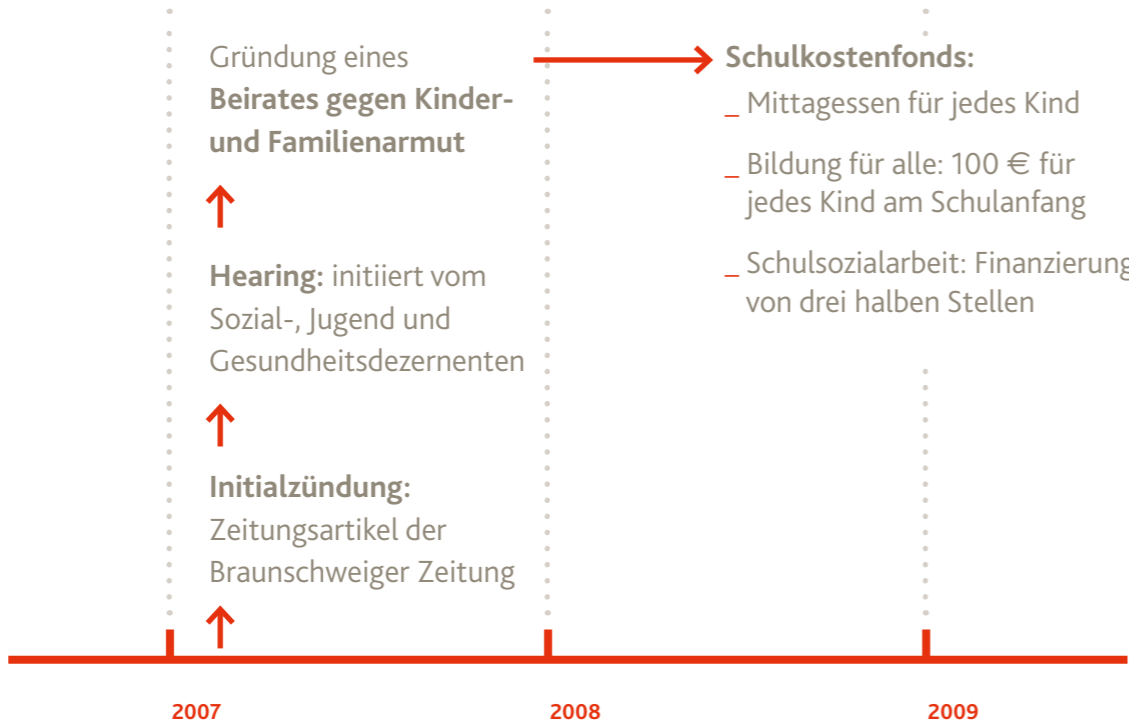 Gründung eines
Beirates gegen Kinder-
und Familienarmut
Hearing: initiiert vom
Sozial-, Jugend und
Gesundheitsdezernenten
Initialzündung:
Zeitungsartikel der
Braunschweiger Zeitung
Schulkostenfonds:
_ Mittagessen für jedes Kind
_ Bildung für alle: 100 € für
jedes Kind am Schulanfang
_ Schulsozialarbeit: Finanzierung
von drei halben Stellen
2007
2008
2009